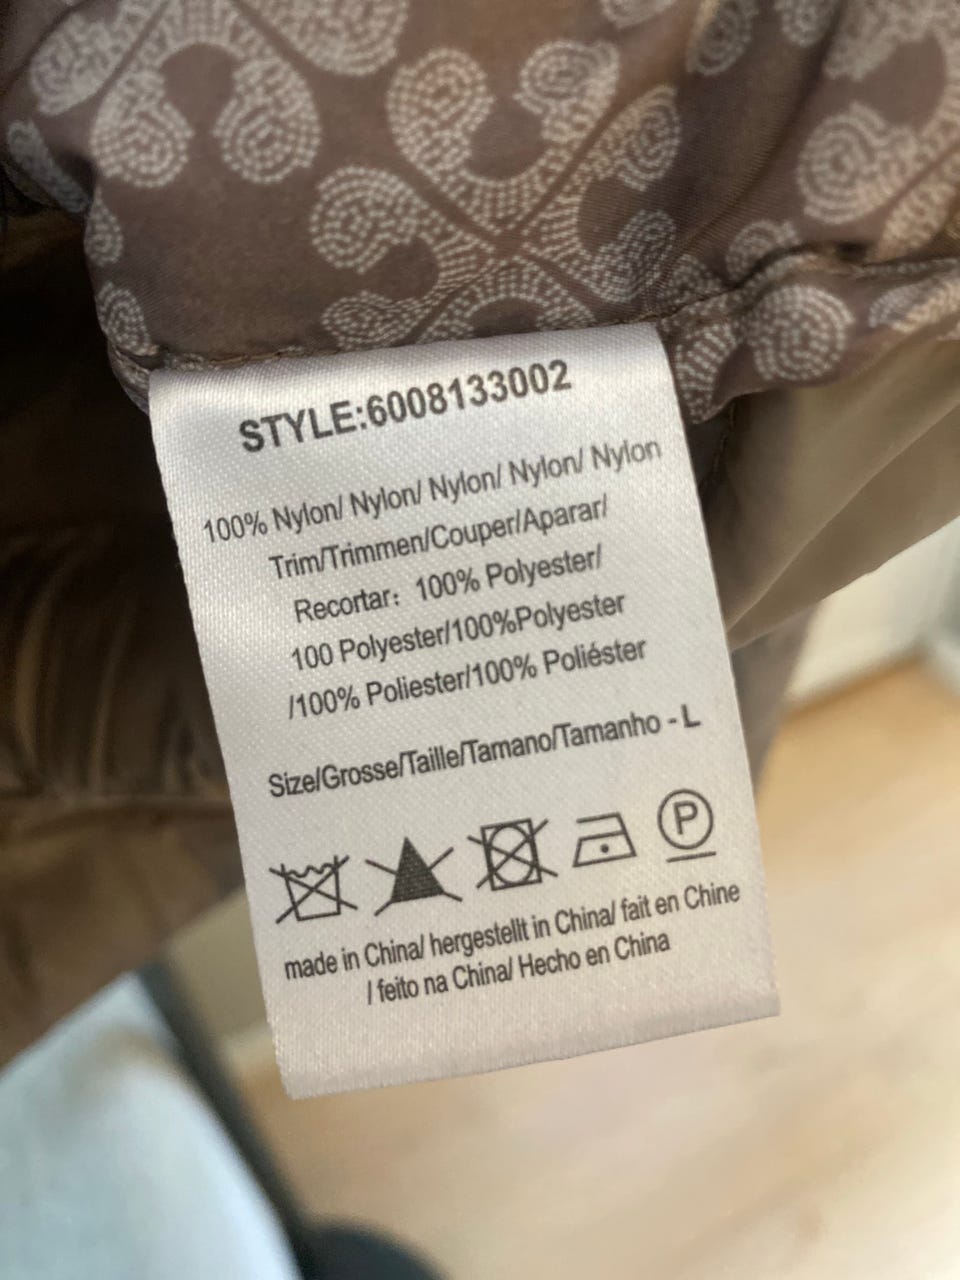 STYLE:6008133002
100% Nylon/ Nylon/ Nylon/ Nylon/ Nylon
Trim/Trimmen/Couper/Aparar/
Recortar: 100% Polyester/
100 Polyester/100%Polyester
/100% Poliester/100% Poliéster
Size/Grosse/Taille/Tamano/Tamanho - L
P
made in China/ hergestellt in China/ fait en Chine
/ feito na China/ Hecho en China